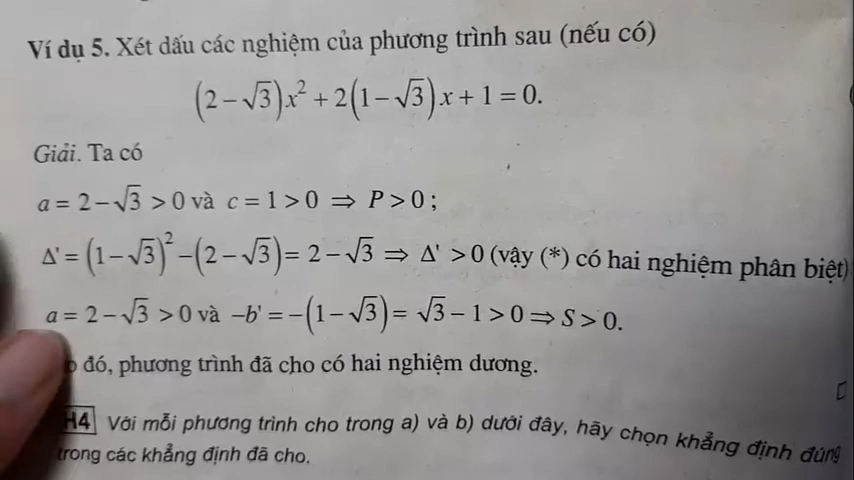 Ví dụ 5. Xét dấu các nghiệm của phương trình sau (nếu có)
(2 − √3)x² + 2(1 − √3)x + 1 = 0.
Giải. Ta có
a = 2 − √3 > 0 và c = 1 > 0 ⇒ P > 0 ;
Δ' = (1 − √3)² − (2 − √3) = 2 − √3 ⇒ Δ' > 0 (vậy (*) có hai nghiệm phân biệt)
a = 2 − √3 > 0 và −b' = −(1 − √3) = √3 − 1 > 0 ⇒ S > 0.
đó, phương trình đã cho có hai nghiệm dương.
H4 Với mỗi phương trình cho trong a) và b) dưới đây, hãy chọn khẳng định đúng
trong các khẳng định đã cho.